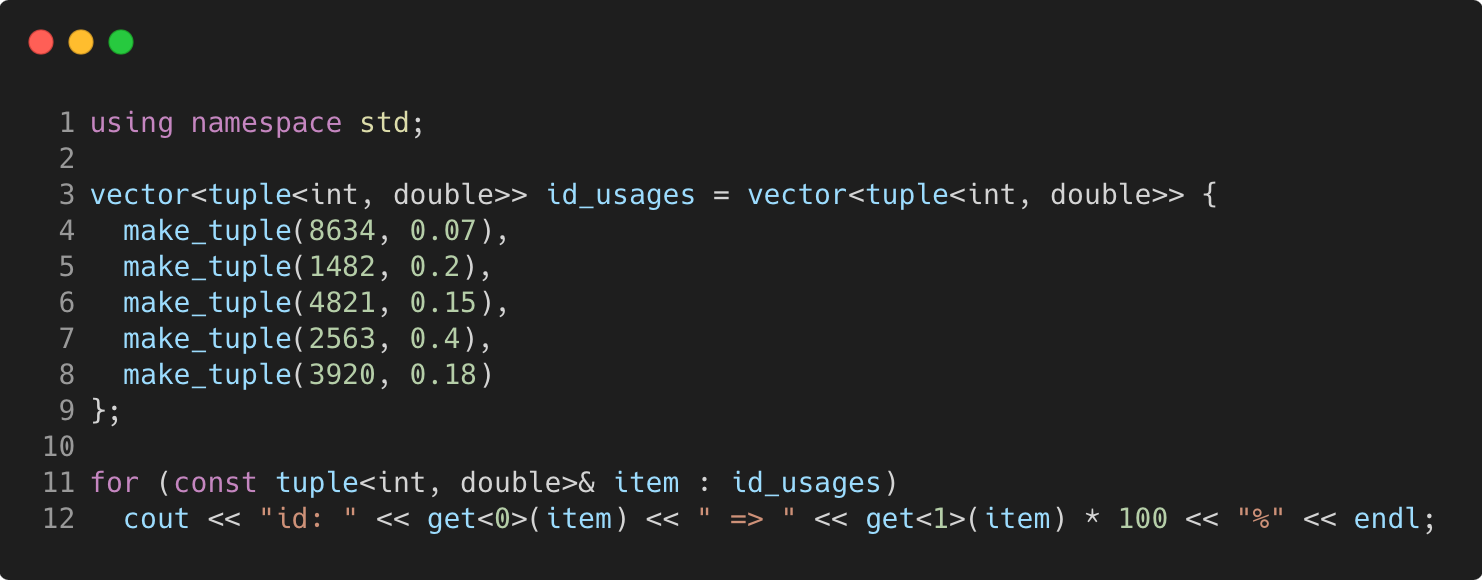 1 using namespace std;
2
3 vector<tuple<int, double>> id_usages = vector<tuple<int, double>> {
4   make_tuple(8634, 0.07),
5   make_tuple(1482, 0.2),
6   make_tuple(4821, 0.15),
7   make_tuple(2563, 0.4),
8   make_tuple(3920, 0.18)
9 };
10
11 for (const tuple<int, double>& item : id_usages)
12   cout << "id: " << get<0>(item) << " => " << get<1>(item) * 100 << "%" << endl;